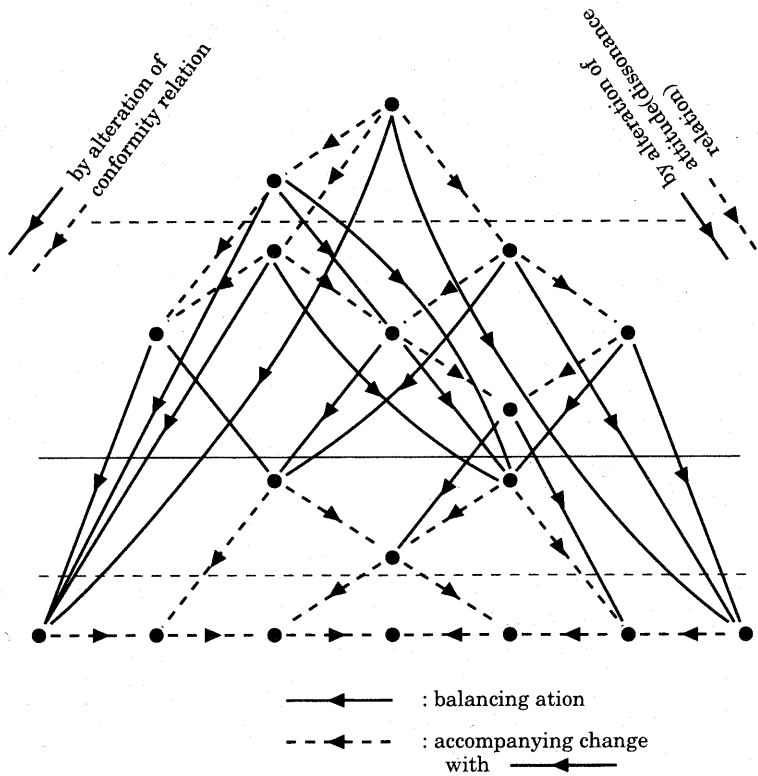 by alteration of
conformity relation
by alteration of
attitude(dissonance
relation)
: balancing ation
: accompanying change
with